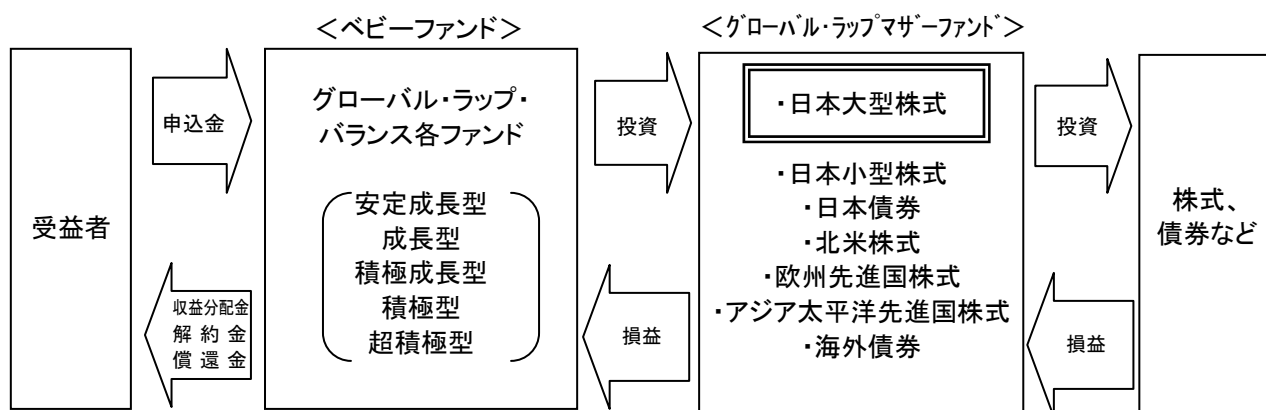 <ベビーファンド>
<グローバル・ラップマザーファンド>
受益者
申込金
収益分配金
解約金
償還金
グローバル・ラップ・
バランス各ファンド
安定成長型
成長型
積極成長型
積極型
超積極型
投資
損益
・日本大型株式
・日本小型株式
・日本債券
・北米株式
・欧州先進国株式
・アジア太平洋先進国株式
・海外債券
投資
損益
株式、
債券など